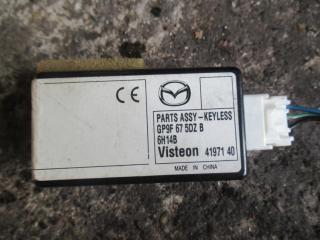 CE
PARTS ASSY-KEYLESS
GP9F 67 5DZ B
6H14B
Visteon 41971 40
MADE IN CHINA